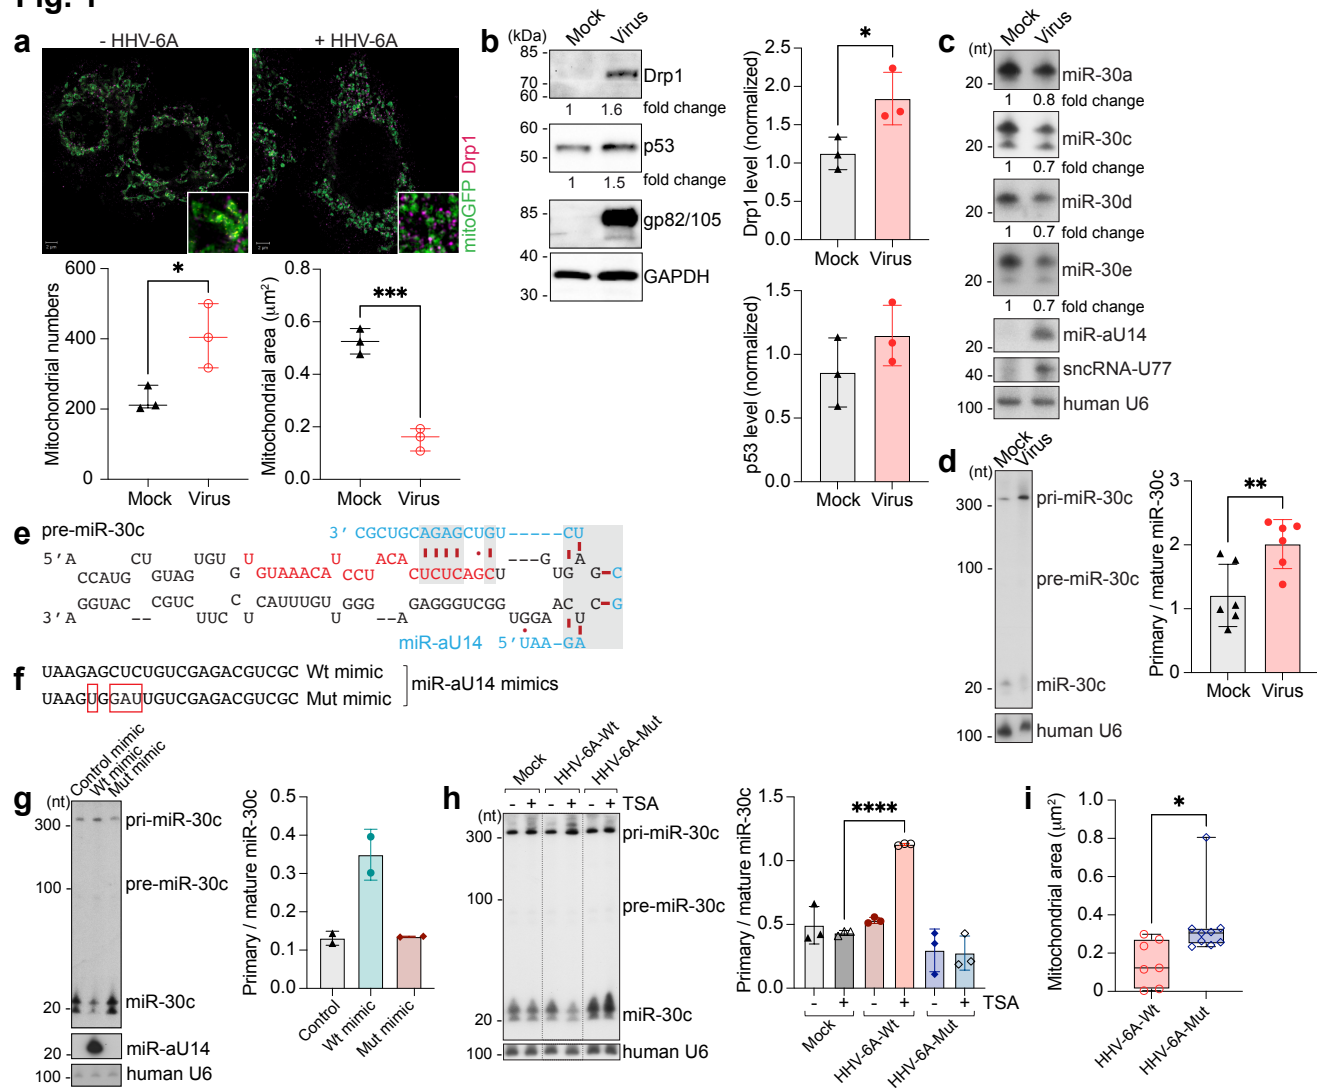 Fig. 1
a
- HHV-6A
+ HHV-6A
mitoGFP Drp1
2 µm
2 µm
Mitochondrial numbers
600
400
200
0
*
Mock
Virus
Mitochondrial area (µm²)
0.8
0.6
0.4
0.2
0.0
***
Mock
Virus
b
(kDa)
Mock
Virus
85
70
60
Drp1
1 1.6 fold change
60
50
p53
1 1.5 fold change
85
gp82/105
40
30
GAPDH
Drp1 level (normalized)
2.5
2.0
1.5
1.0
0.5
0.0
*
Mock
Virus
p53 level (normalized)
1.5
1.0
0.5
0.0
Mock
Virus
c
(nt)
Mock
Virus
20
miR-30a
1 0.8 fold change
20
miR-30c
1 0.7 fold change
20
miR-30d
1 0.7 fold change
20
miR-30e
1 0.7 fold change
20
miR-aU14
40
sncRNA-U77
100
human U6
d
(nt)
Mock
Virus
300
100
20
100
pri-miR-30c
pre-miR-30c
miR-30c
human U6
Primary / mature miR-30c
3
2
1
0
**
Mock
Virus
e
pre-miR-30c
3′ CGCUGCAGAGCUGU-----CU
5′A CU UGU U U ACA ---G A
CCAUG GUAG G GUAAACA CCU CUCUCAGCU UG G-C
GGUAC CGUC C CAUUUGU GGG GAGGGUCGG AC C-G
3′A -- UUC U U --A UGGAA U
miR-aU14 5′UAA-GA
f
UAAGAGCUCUGUCGAGACGUCGC Wt mimic
UAAGUGGAUUGUCGAGACGUCGC Mut mimic
miR-aU14 mimics
g
(nt)
Control mimic
Wt mimic
Mut mimic
300
100
20
20
100
pri-miR-30c
pre-miR-30c
miR-30c
miR-aU14
human U6
Primary / mature miR-30c
0.5
0.4
0.3
0.2
0.1
0.0
Control
Wt mimic
Mut mimic
h
(nt)
Mock
HHV-6A-Wt
HHV-6A-Mut
- + - + - + TSA
300
100
20
100
pri-miR-30c
pre-miR-30c
miR-30c
human U6
Primary / mature miR-30c
1.5
1.0
0.5
0.0
****
- + - + - + TSA
Mock
HHV-6A-Wt
HHV-6A-Mut
i
Mitochondrial area (µm²)
1.0
0.8
0.6
0.4
0.2
0
*
HHV-6A-Wt
HHV-6A-Mut